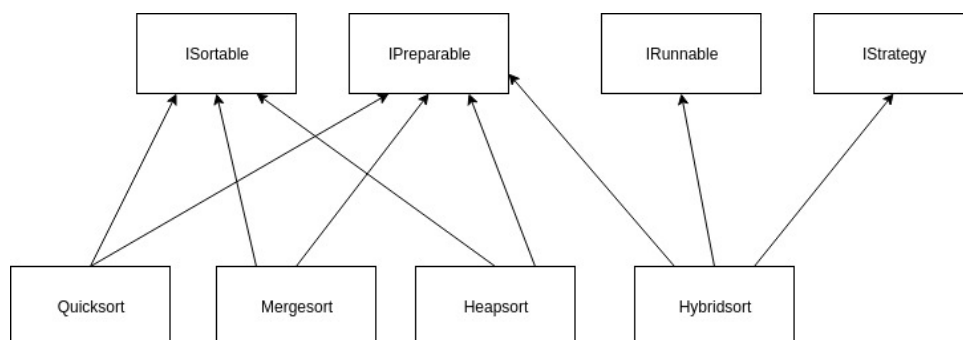 ISortable
IPreparable
IRunnable
IStrategy
Quicksort
Mergesort
Heapsort
Hybridsort